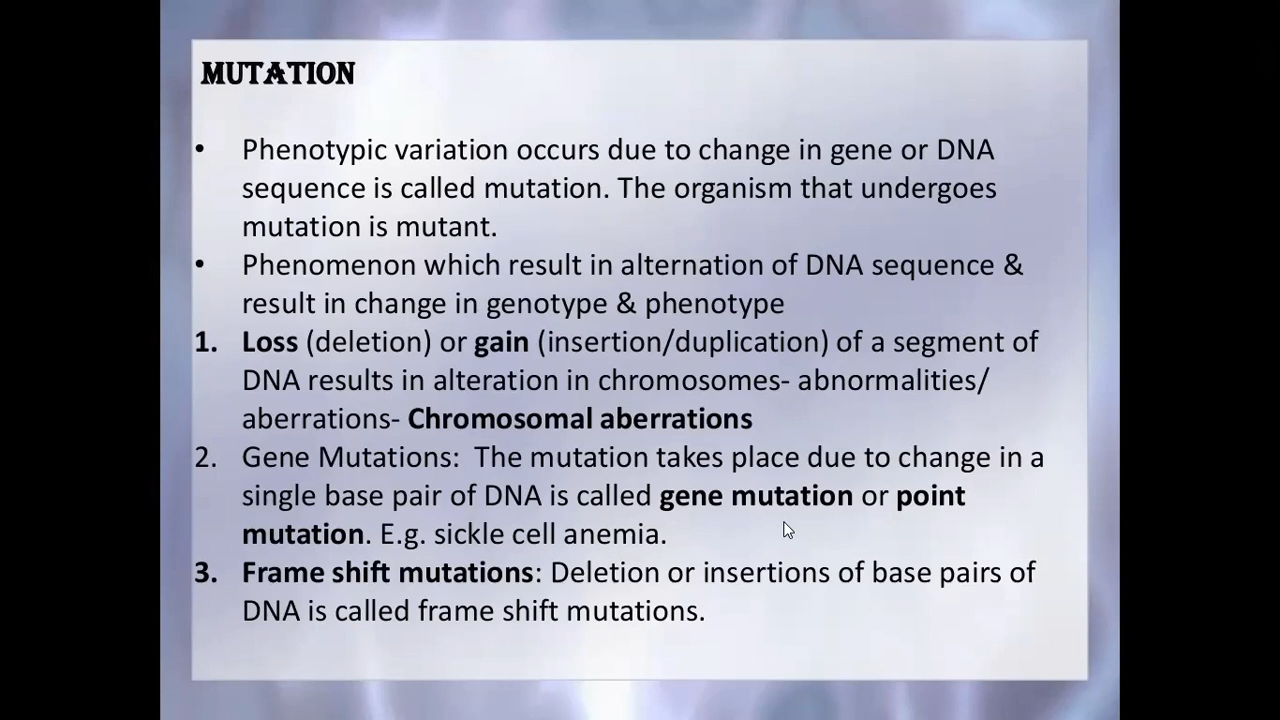 MUTATION
• Phenotypic variation occurs due to change in gene or DNA
sequence is called mutation. The organism that undergoes
mutation is mutant.
• Phenomenon which result in alternation of DNA sequence &
result in change in genotype & phenotype
1. Loss (deletion) or gain (insertion/duplication) of a segment of
DNA results in alteration in chromosomes- abnormalities/
aberrations- Chromosomal aberrations
2. Gene Mutations:  The mutation takes place due to change in a
single base pair of DNA is called gene mutation or point
mutation. E.g. sickle cell anemia.
3. Frame shift mutations: Deletion or insertions of base pairs of
DNA is called frame shift mutations.